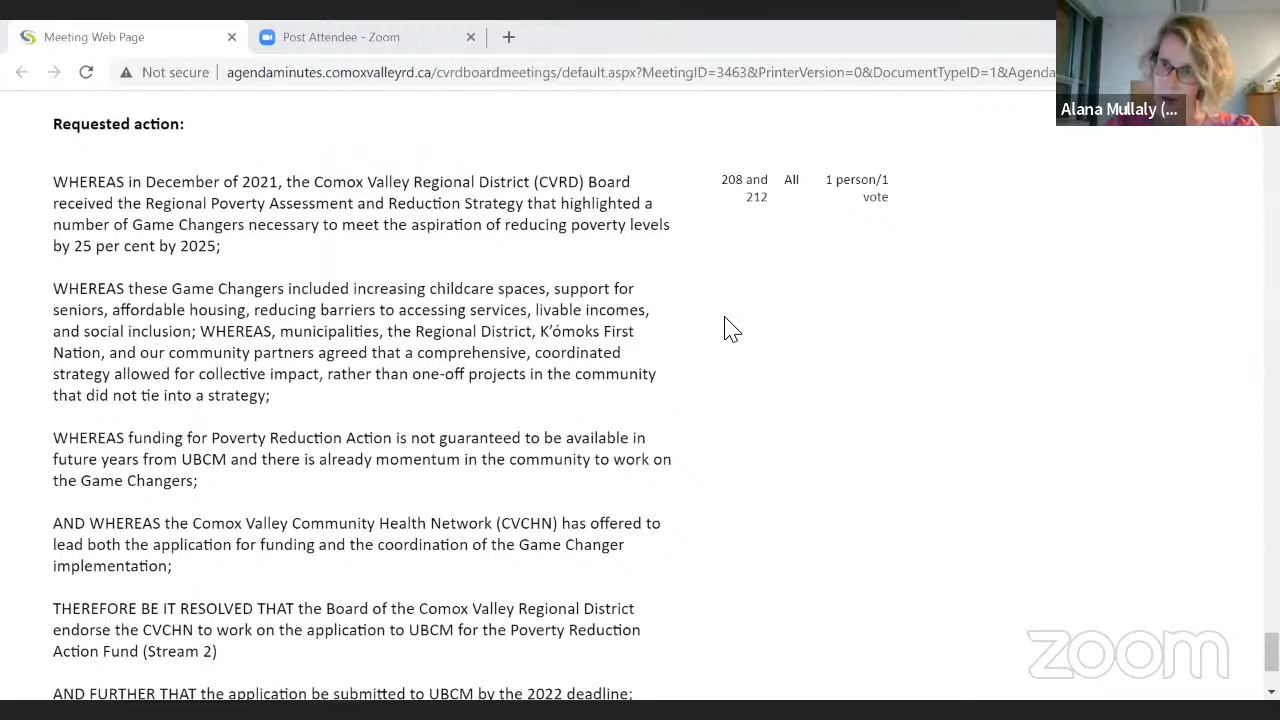 Meeting Web Page
Post Attendee - Zoom
Not secure
agendaminutes.comoxvalleyrd.ca/cvrdboardmeetings/default.aspx?MeetingID=3463&PrinterVersion=0&DocumentTypeID=1&Agenda
Alana Mullaly (...
Requested action:
WHEREAS in December of 2021, the Comox Valley Regional District (CVRD) Board
received the Regional Poverty Assessment and Reduction Strategy that highlighted a
number of Game Changers necessary to meet the aspiration of reducing poverty levels
by 25 per cent by 2025;
208 and
212
All
1 person/1
vote
WHEREAS these Game Changers included increasing childcare spaces, support for
seniors, affordable housing, reducing barriers to accessing services, livable incomes,
and social inclusion; WHEREAS, municipalities, the Regional District, K'ómoks First
Nation, and our community partners agreed that a comprehensive, coordinated
strategy allowed for collective impact, rather than one-off projects in the community
that did not tie into a strategy;
WHEREAS funding for Poverty Reduction Action is not guaranteed to be available in
future years from UBCM and there is already momentum in the community to work on
the Game Changers;
AND WHEREAS the Comox Valley Community Health Network (CVCHN) has offered to
lead both the application for funding and the coordination of the Game Changer
implementation;
THEREFORE BE IT RESOLVED THAT the Board of the Comox Valley Regional District
endorse the CVCHN to work on the application to UBCM for the Poverty Reduction
Action Fund (Stream 2)
AND FURTHER THAT the application be submitted to UBCM by the 2022 deadline;
zoom